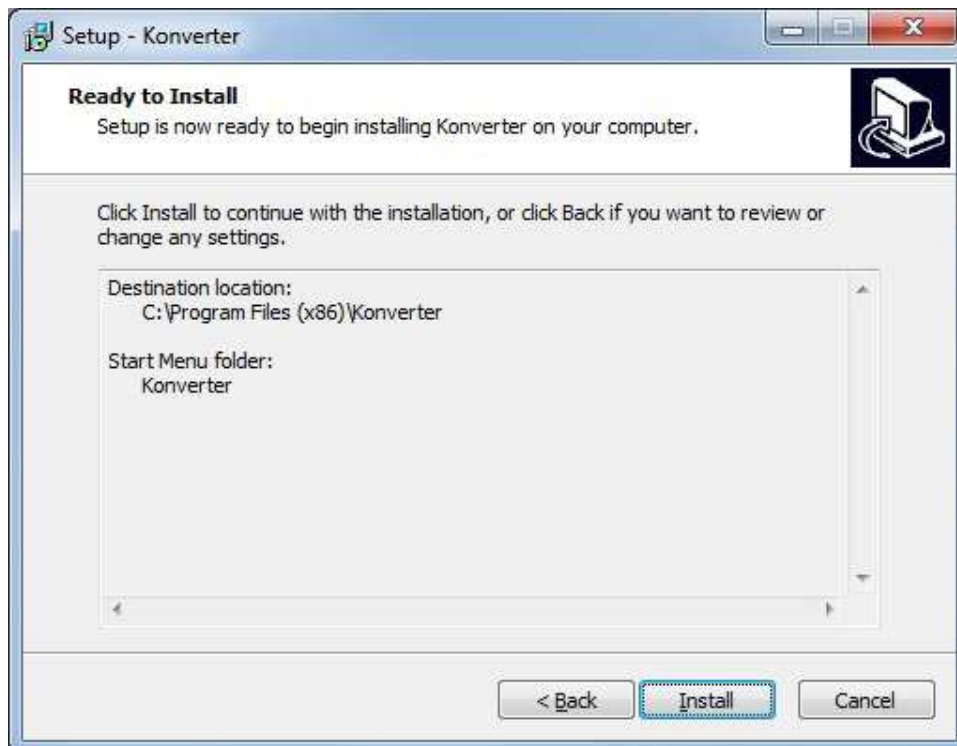 Setup - Konverter
Ready to Install
Setup is now ready to begin installing Konverter on your computer.
Click Install to continue with the installation, or click Back if you want to review or
change any settings.
Destination location:
C:\Program Files (x86)\Konverter
Start Menu folder:
Konverter
< Back
Install
Cancel